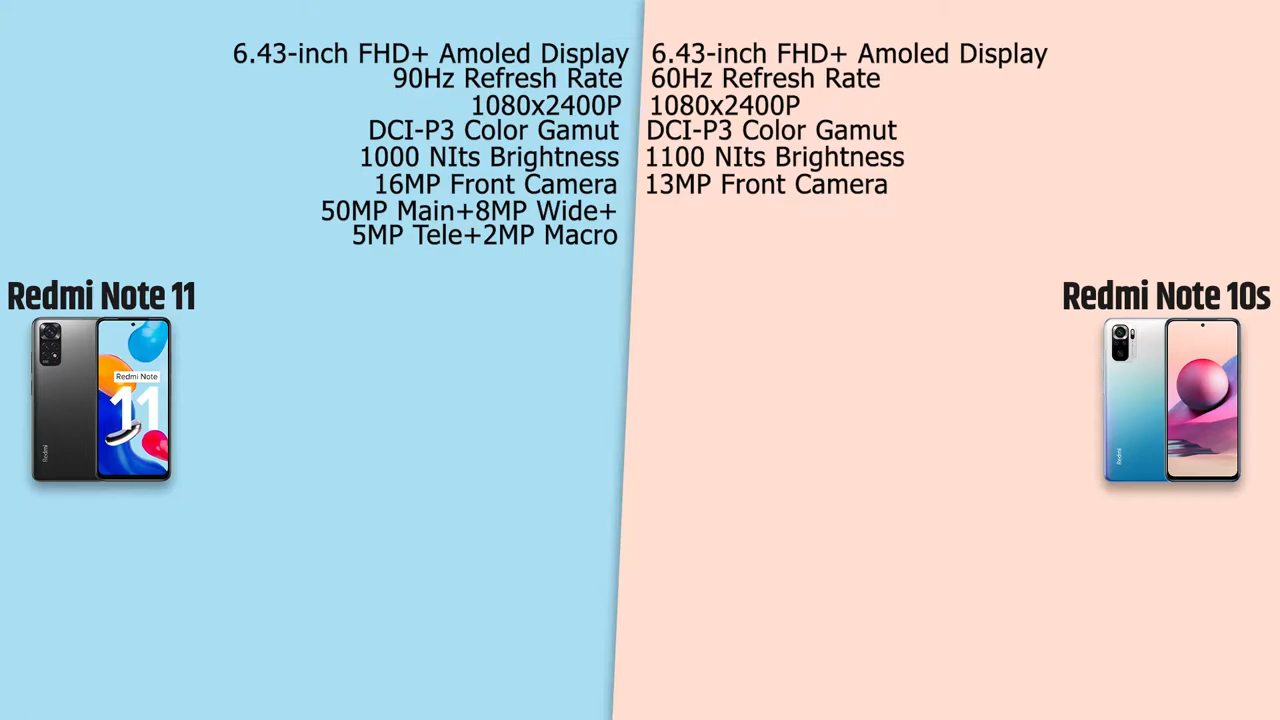 6.43-inch FHD+ Amoled Display
90Hz Refresh Rate
1080x2400P
DCI-P3 Color Gamut
1000 NIts Brightness
16MP Front Camera
50MP Main+8MP Wide+
5MP Tele+2MP Macro
6.43-inch FHD+ Amoled Display
60Hz Refresh Rate
1080x2400P
DCI-P3 Color Gamut
1100 NIts Brightness
13MP Front Camera
Redmi Note 11
Redmi
Redmi Note
11
Redmi Note 10s
Redmi